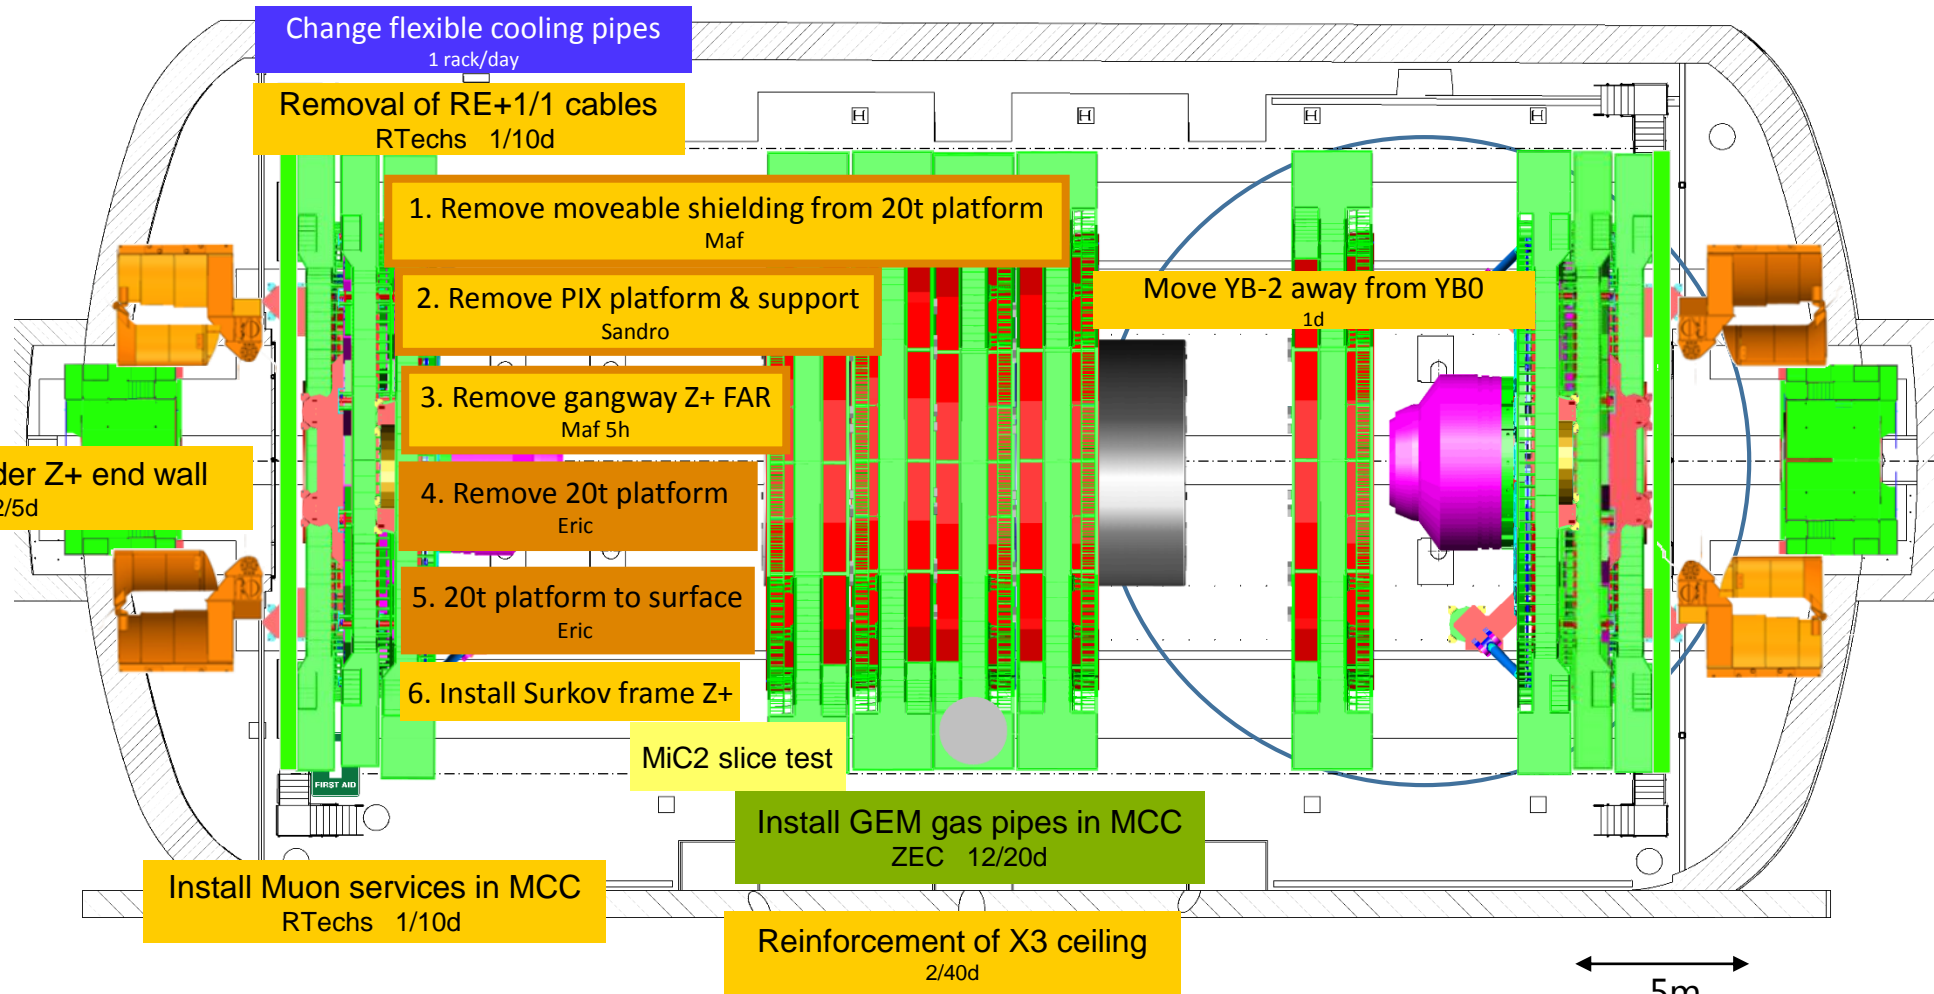 Change flexible cooling pipes
1 rack/day
Removal of RE+1/1 cables
RTechs 1/10d
H
H
H
H
1. Remove moveable shielding from 20t platform
Maf
2. Remove PIX platform & support
Sandro
Move YB-2 away from YB0
1d
3. Remove gangway Z+ FAR
Maf 5h
der Z+ end wall
2/5d
4. Remove 20t platform
Eric
5. 20t platform to surface
Eric
6. Install Surkov frame Z+
MiC2 slice test
FIRST AID
Install GEM gas pipes in MCC
ZEC 12/20d
Install Muon services in MCC
RTechs 1/10d
Reinforcement of X3 ceiling
2/40d
5m